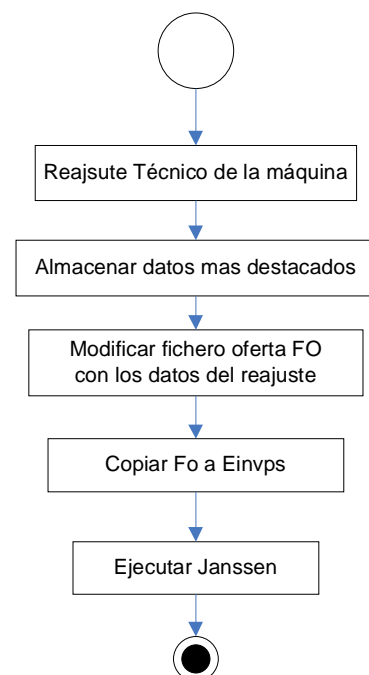 Reajsute Técnico de la máquina
Almacenar datos mas destacados
Modificar fichero oferta FO
con los datos del reajuste
Copiar Fo a Einvps
Ejecutar Janssen